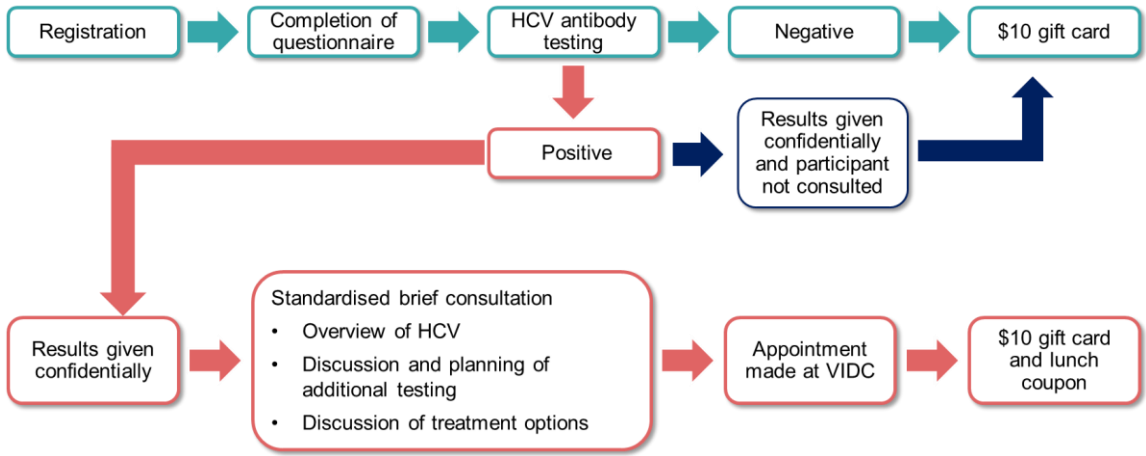 Registration
Completion of
questionnaire
HCV antibody
testing
Negative
$10 gift card
Positive
Results given
confidentially
and participant
not consulted
Results given
confidentially
Standardised brief consultation
• Overview of HCV
• Discussion and planning of
additional testing
• Discussion of treatment options
Appointment
made at VIDC
$10 gift card
and lunch
coupon